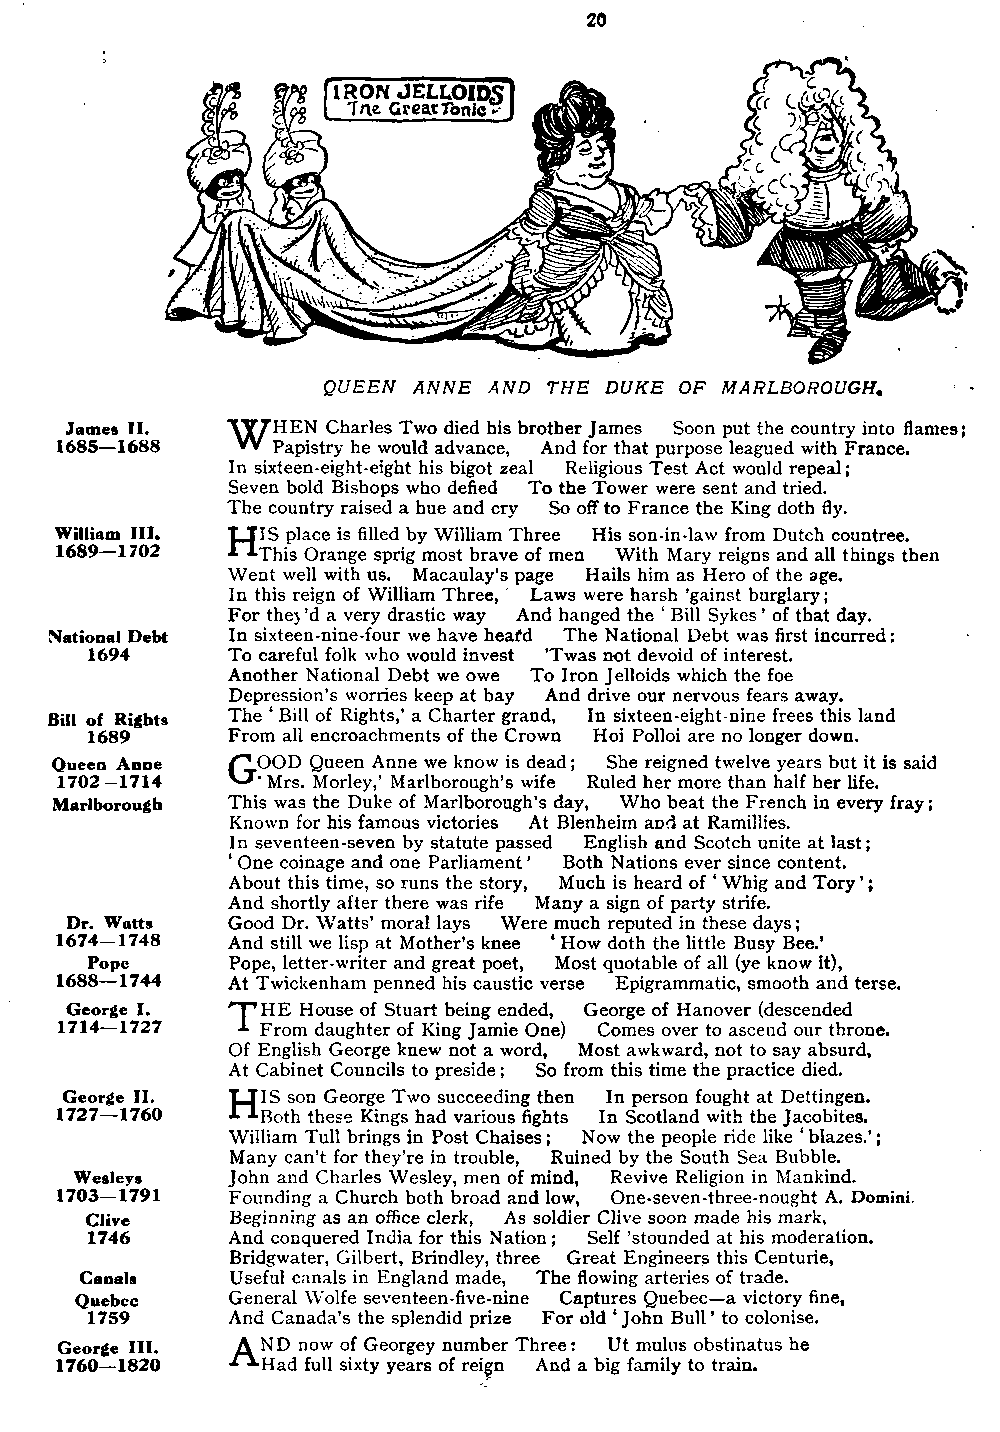 20
IRON JELLOIDS
The Great Tonic
QUEEN ANNE AND THE DUKE OF MARLBOROUGH.
James II.
1685—1688
WHEN Charles Two died his brother James Soon put the country into flames;
Papistry he would advance, And for that purpose leagued with France.
In sixteen-eight-eight his bigot zeal Religious Test Act would repeal;
Seven bold Bishops who defied To the Tower were sent and tried.
The country raised a hue and cry So off to France the King doth fly.
William III.
1689—1702
HIS place is filled by William Three His son-in-law from Dutch countree.
This Orange sprig most brave of men With Mary reigns and all things then
Went well with us. Macaulay's page Hails him as Hero of the age.
In this reign of William Three, Laws were harsh 'gainst burglary;
For they'd a very drastic way And hanged the 'Bill Sykes' of that day.
National Debt
1694
In sixteen-nine-four we have heard The National Debt was first incurred:
To careful folk who would invest 'Twas not devoid of interest.
Another National Debt we owe To Iron Jelloids which the foe
Depression's worries keep at bay And drive our nervous fears away.
Bill of Rights
1689
The 'Bill of Rights,' a Charter grand, In sixteen-eight-nine frees this land
From all encroachments of the Crown Hoi Polloi are no longer down.
Queen Anne
1702—1714
Marlborough
GOOD Queen Anne we know is dead; She reigned twelve years but it is said
'Mrs. Morley,' Marlborough's wife Ruled her more than half her life.
This was the Duke of Marlborough's day, Who beat the French in every fray;
Known for his famous victories At Blenheim and at Ramillies.
In seventeen-seven by statute passed English and Scotch unite at last;
'One coinage and one Parliament' Both Nations ever since content.
About this time, so runs the story, Much is heard of 'Whig and Tory';
And shortly after there was rife Many a sign of party strife.
Dr. Watts
1674—1748
Good Dr. Watts' moral lays Were much reputed in these days;
And still we lisp at Mother's knee 'How doth the little Busy Bee.'
Pope
1688—1744
Pope, letter-writer and great poet, Most quotable of all (ye know it),
At Twickenham penned his caustic verse Epigrammatic, smooth and terse.
George I.
1714—1727
THE House of Stuart being ended, George of Hanover (descended
From daughter of King Jamie One) Comes over to ascend our throne.
Of English George knew not a word, Most awkward, not to say absurd,
At Cabinet Councils to preside; So from this time the practice died.
George II.
1727—1760
HIS son George Two succeeding then In person fought at Dettingen.
Both these Kings had various fights In Scotland with the Jacobites.
William Tull brings in Post Chaises; Now the people ride like 'blazes.';
Many can't for they're in trouble, Ruined by the South Sea Bubble.
Wesleys
1703—1791
John and Charles Wesley, men of mind, Revive Religion in Mankind.
Founding a Church both broad and low, One-seven-three-nought A. Domini.
Clive
1746
Beginning as an office clerk, As soldier Clive soon made his mark,
And conquered India for this Nation; Self 'stounded at his moderation.
Bridgwater, Gilbert, Brindley, three Great Engineers this Centurie,
Canals
Useful canals in England made, The flowing arteries of trade.
Quebec
1759
General Wolfe seventeen-five-nine Captures Quebec—a victory fine,
And Canada's the splendid prize For old 'John Bull' to colonise.
George III.
1760—1820
AND now of Georgey number Three: Ut mulus obstinatus he
Had full sixty years of reign And a big family to train.